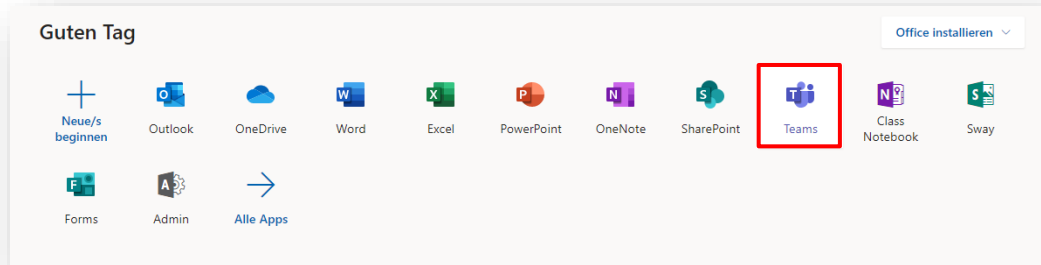 Guten Tag
Office installieren
Neue/s
beginnen
Outlook
OneDrive
Word
Excel
PowerPoint
OneNote
SharePoint
Teams
Class
Notebook
Sway
Forms
Admin
Alle Apps